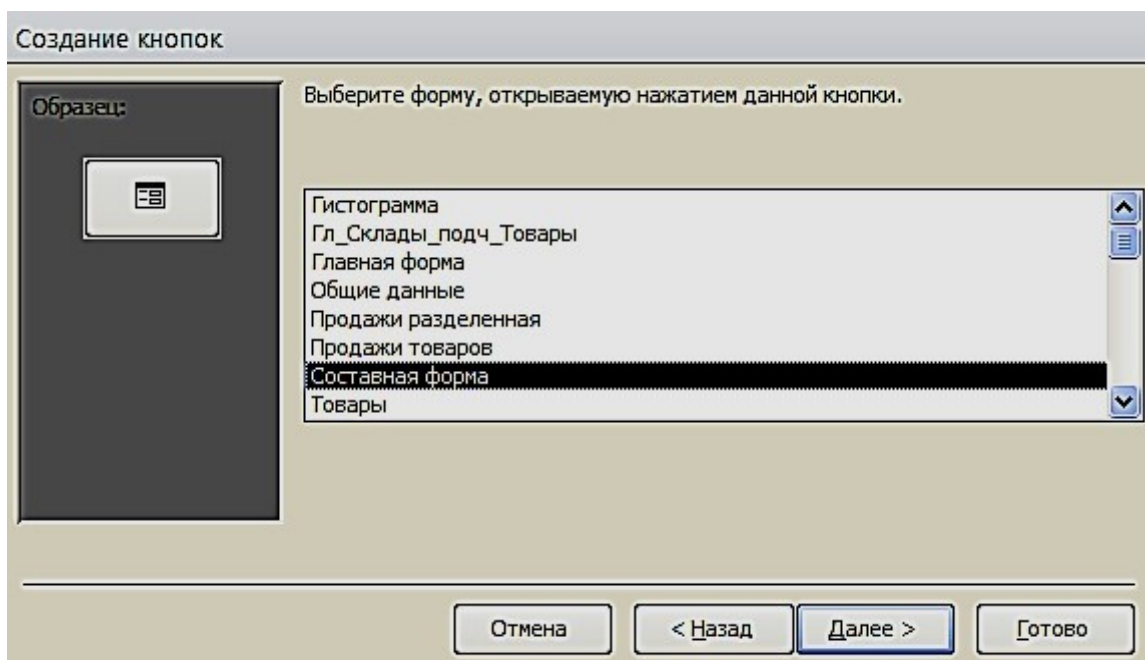 Создание кнопок
Образец:
Выберите форму, открываемую нажатием данной кнопки.
Гистограмма
Гл_Склады_подч_Товары
Главная форма
Общие данные
Продажи разделенная
Продажи товаров
Составная форма
Товары
Отмена
< Назад
Далее >
Готово